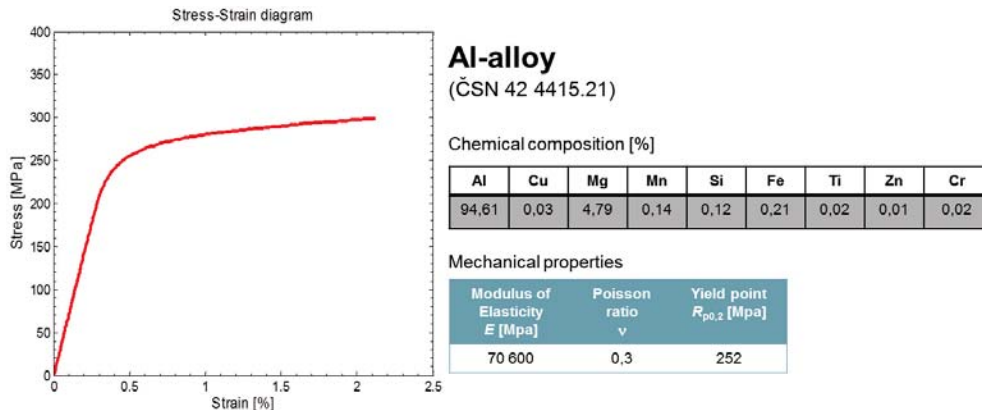 Stress-Strain diagram
400
350
300
250
200
150
100
50
0
Stress [MPa]
0 0.5 1 1.5 2 2.5
Strain [%]
Al-alloy
(ČSN 42 4415.21)
Chemical composition [%]
Al Cu Mg Mn Si Fe Ti Zn Cr
94,61 0,03 4,79 0,14 0,12 0,21 0,02 0,01 0,02
Mechanical properties
Modulus of Poisson Yield point
Elasticity ratio Rp0,2 [Mpa]
E [Mpa] ν
70 600 0,3 252